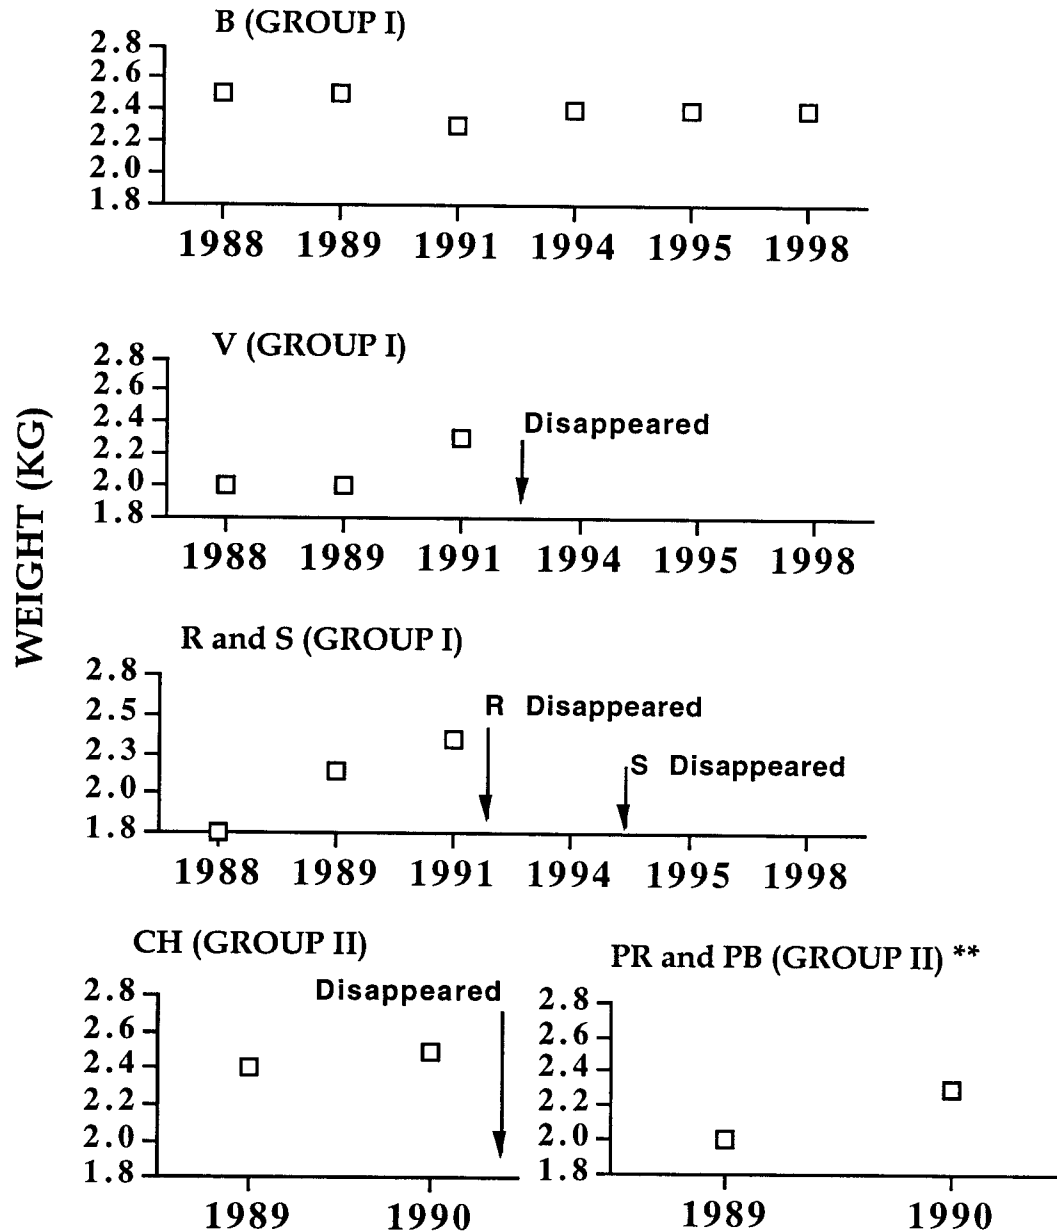 B (GROUP I)
2.8
2.6
2.4
2.2
2.0
1.8
1988 1989 1991 1994 1995 1998
WEIGHT (KG)
V (GROUP I)
2.8
2.6
2.4
2.2
2.0
1.8
Disappeared
1988 1989 1991 1994 1995 1998
R and S (GROUP I)
2.8
2.5
2.3
2.0
1.8
R Disappeared
S Disappeared
1988 1989 1991 1994 1995 1998
CH (GROUP II)
2.8
2.6
2.4
2.2
2.0
1.8
Disappeared
1989 1990
PR and PB (GROUP II) **
2.8
2.6
2.4
2.2
2.0
1.8
1989 1990